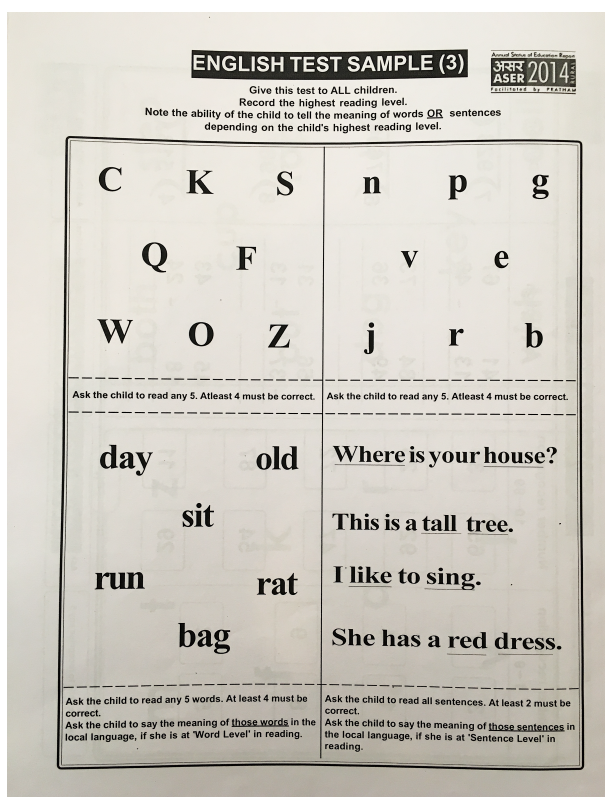 ENGLISH TEST SAMPLE (3)
Annual Status of Education Report
असर
ASER 2014
Facilitated by PRATHAM
Give this test to ALL children.
Record the highest reading level.
Note the ability of the child to tell the meaning of words OR sentences
depending on the child's highest reading level.
C K S
Q F
W O Z
Ask the child to read any 5. Atleast 4 must be correct.
n p g
v e
j r b
Ask the child to read any 5. Atleast 4 must be correct.
day old
sit
run rat
bag
Ask the child to read any 5 words. At least 4 must be
correct.
Ask the child to say the meaning of those words in the
local language, if she is at 'Word Level' in reading.
Where is your house?
This is a tall tree.
I like to sing.
She has a red dress.
Ask the child to read all sentences. At least 2 must be
correct.
Ask the child to say the meaning of those sentences in
the local language, if she is at 'Sentence Level' in
reading.